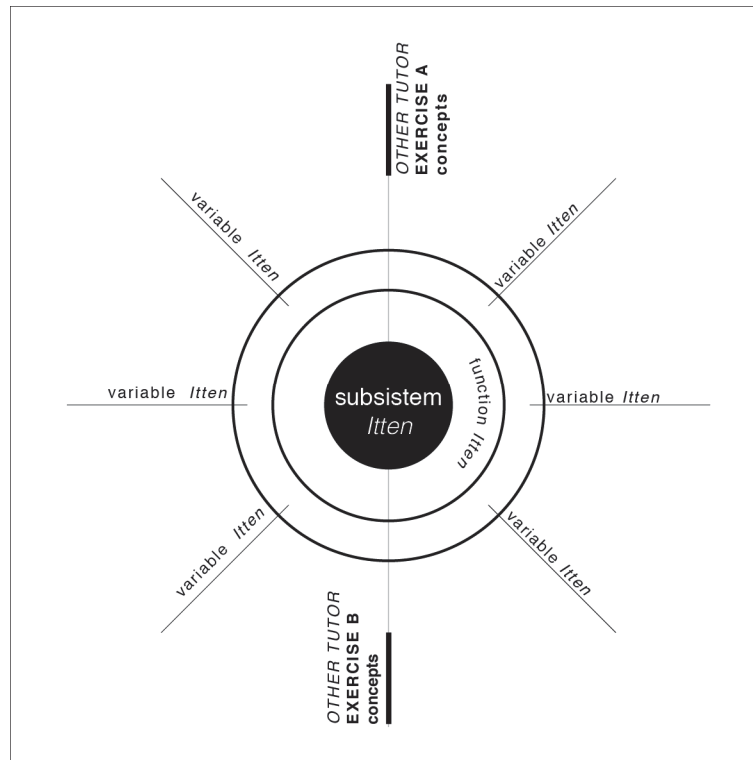 OTHER TUTOR
EXERCISE A
concepts
variable Itten
variable Itten
variable Itten
subsistem
Itten
function Itten
variable Itten
variable Itten
variable Itten
OTHER TUTOR
EXERCISE B
concepts